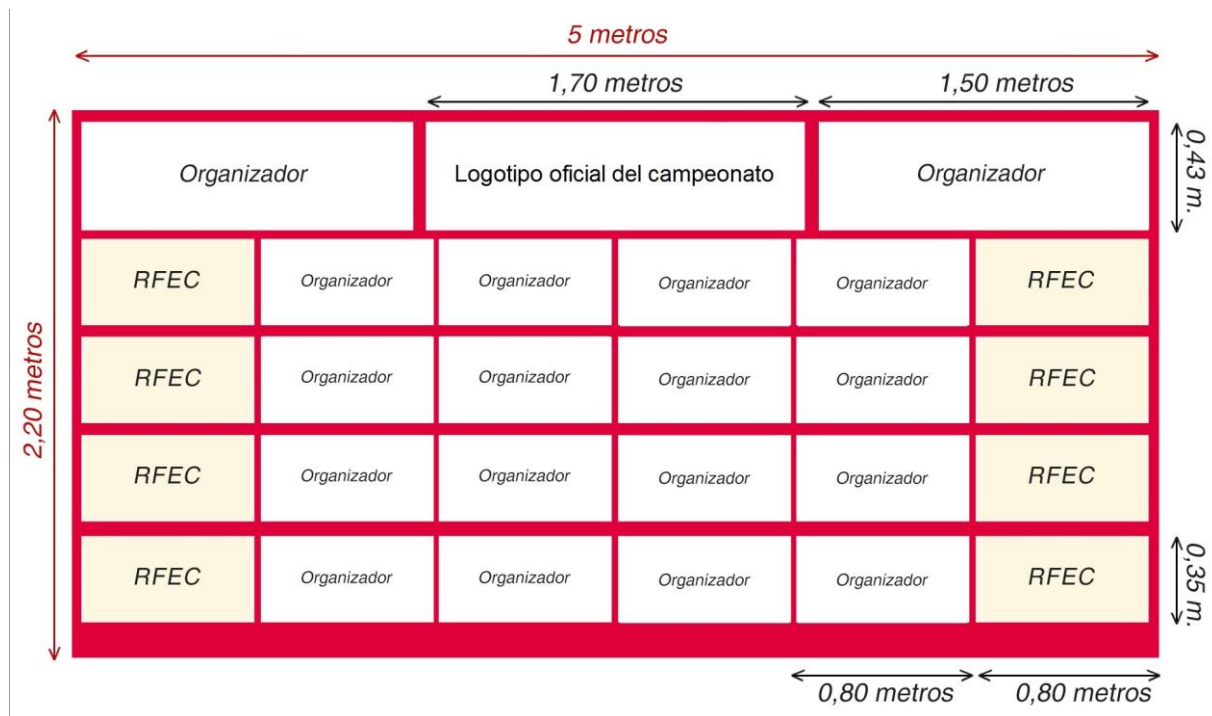 5 metros
1,70 metros
1,50 metros
Organizador
Logotipo oficial del campeonato
Organizador
0,43 m.
2,20 metros
RFEC
Organizador
Organizador
Organizador
Organizador
RFEC
RFEC
Organizador
Organizador
Organizador
Organizador
RFEC
RFEC
Organizador
Organizador
Organizador
Organizador
RFEC
RFEC
Organizador
Organizador
Organizador
Organizador
RFEC
0,35 m.
0,80 metros
0,80 metros